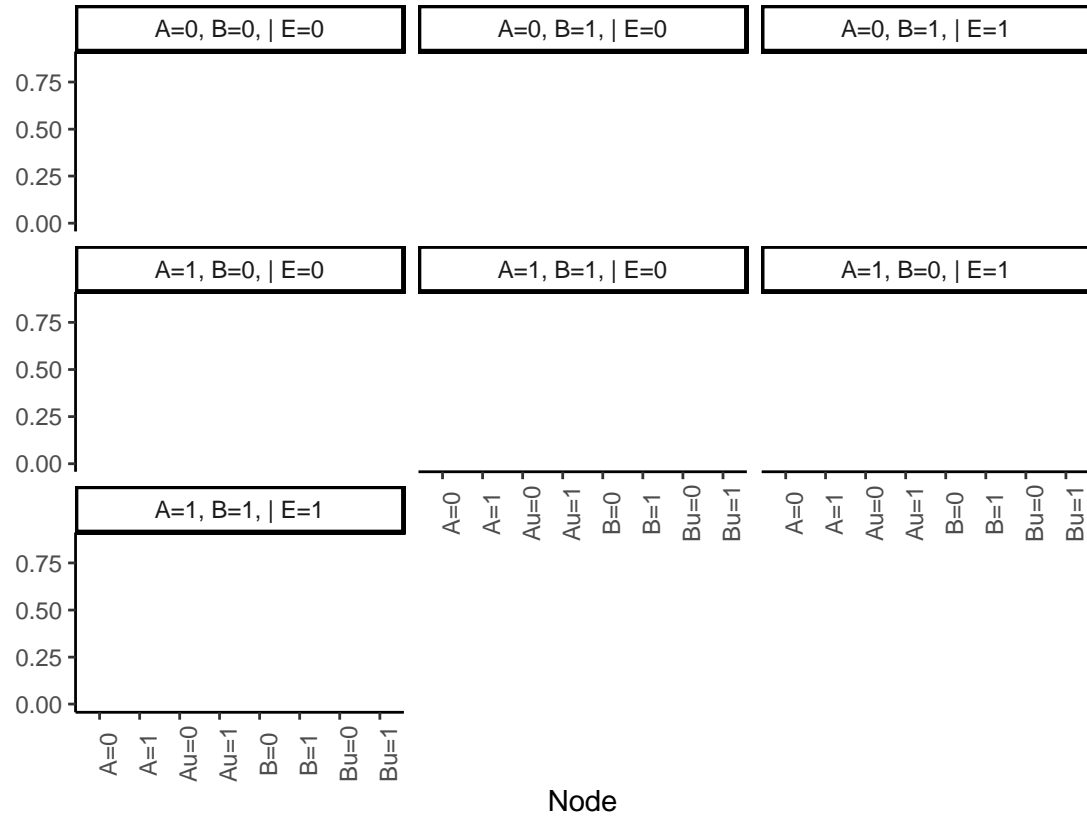 A=0, B=0, | E=0
A=0, B=1, | E=0
A=0, B=1, | E=1
0.75
0.50
0.25
0.00
A=1, B=0, | E=0
A=1, B=1, | E=0
A=1, B=0, | E=1
0.75
0.50
0.25
0.00
A=0
A=1
Au=0
Au=1
B=0
B=1
Bu=0
Bu=1
A=0
A=1
Au=0
Au=1
B=0
B=1
Bu=0
Bu=1
A=1, B=1, | E=1
0.75
0.50
0.25
0.00
A=0
A=1
Au=0
Au=1
B=0
B=1
Bu=0
Bu=1
Node